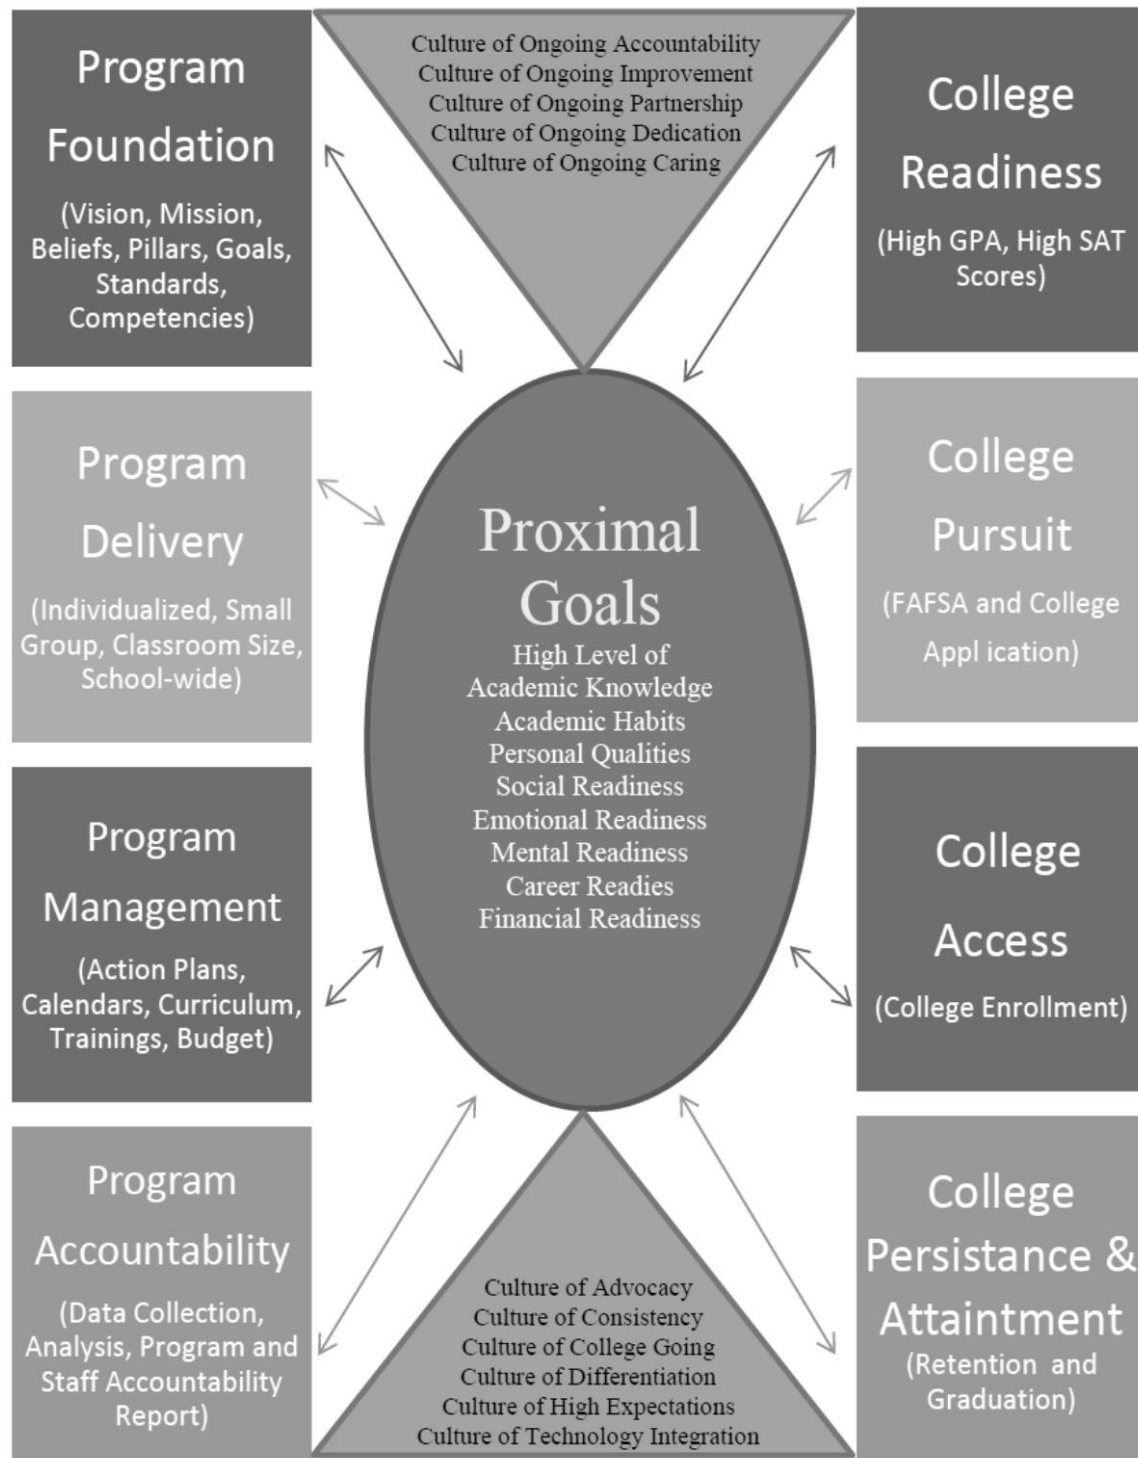 Program
Foundation
(Vision, Mission,
Beliefs, Pillars, Goals,
Standards,
Competencies)
Program
Delivery
(Individualized, Small
Group, Classroom Size,
School-wide)
Program
Management
(Action Plans,
Calendars, Curriculum,
Trainings, Budget)
Program
Accountability
(Data Collection,
Analysis, Program and
Staff Accountability
Report)
Culture of Ongoing Accountability
Culture of Ongoing Improvement
Culture of Ongoing Partnership
Culture of Ongoing Dedication
Culture of Ongoing Caring
Proximal
Goals
High Level of
Academic Knowledge
Academic Habits
Personal Qualities
Social Readiness
Emotional Readiness
Mental Readiness
Career Readies
Financial Readiness
Culture of Advocacy
Culture of Consistency
Culture of College Going
Culture of Differentiation
Culture of High Expectations
Culture of Technology Integration
College
Readiness
(High GPA, High SAT
Scores)
College
Pursuit
(FAFSA and College
Appl ication)
College
Access
(College Enrollment)
College
Persistance &
Attaintment
(Retention and
Graduation)